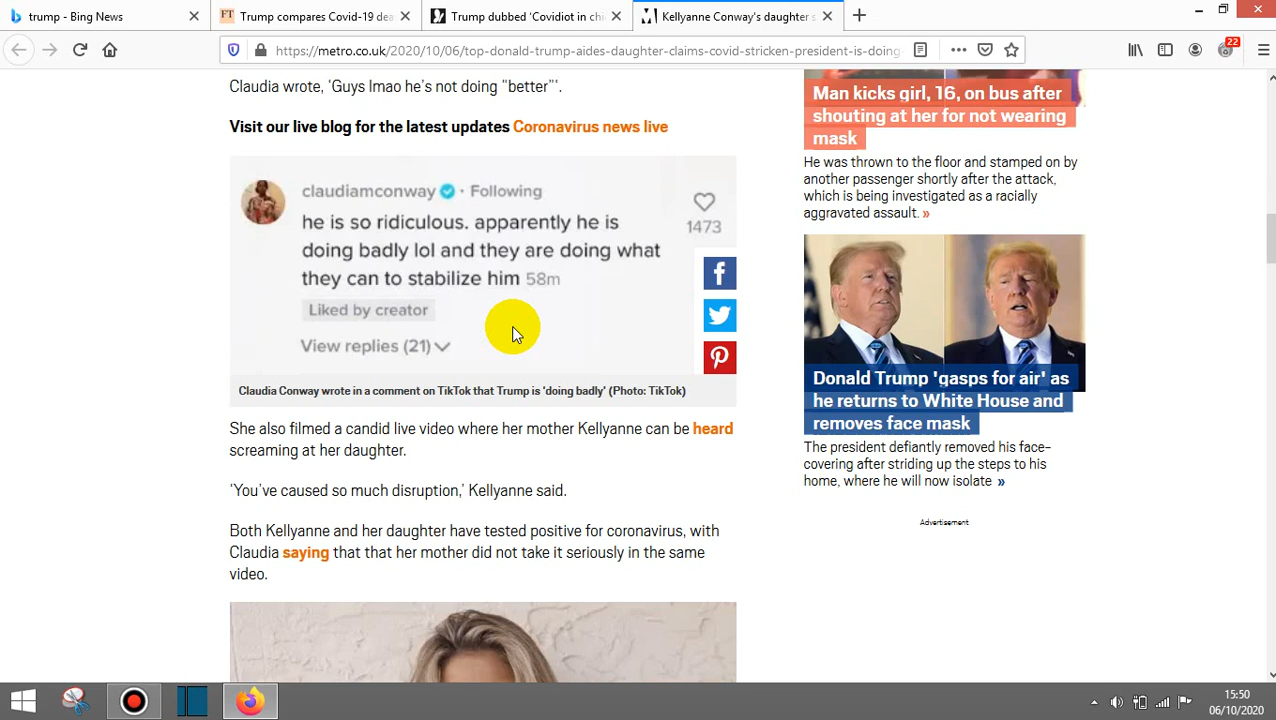 trump - Bing News
Trump compares Covid-19 dea
Trump dubbed 'Covidiot in chi
Kellyanne Conway's daughter s
https://metro.co.uk/2020/10/06/top-donald-trump-aides-daughter-claims-covid-stricken-president-is-doing
22
Claudia wrote, 'Guys lmao he's not doing "better"'.
Visit our live blog for the latest updates Coronavirus news live
claudiamconway · Following
he is so ridiculous. apparently he is
doing badly lol and they are doing what
they can to stabilize him 58m
Liked by creator
View replies (21)
1473
Claudia Conway wrote in a comment on TikTok that Trump is 'doing badly' (Photo: TikTok)
She also filmed a candid live video where her mother Kellyanne can be heard
screaming at her daughter.
'You've caused so much disruption,' Kellyanne said.
Both Kellyanne and her daughter have tested positive for coronavirus, with
Claudia saying that that her mother did not take it seriously in the same
video.
Man kicks girl, 16, on bus after
shouting at her for not wearing
mask
He was thrown to the floor and stamped on by
another passenger shortly after the attack,
which is being investigated as a racially
aggravated assault. »
Donald Trump 'gasps for air' as
he returns to White House and
removes face mask
The president defiantly removed his face-
covering after striding up the steps to his
home, where he will now isolate »
Advertisement
15:50
06/10/2020